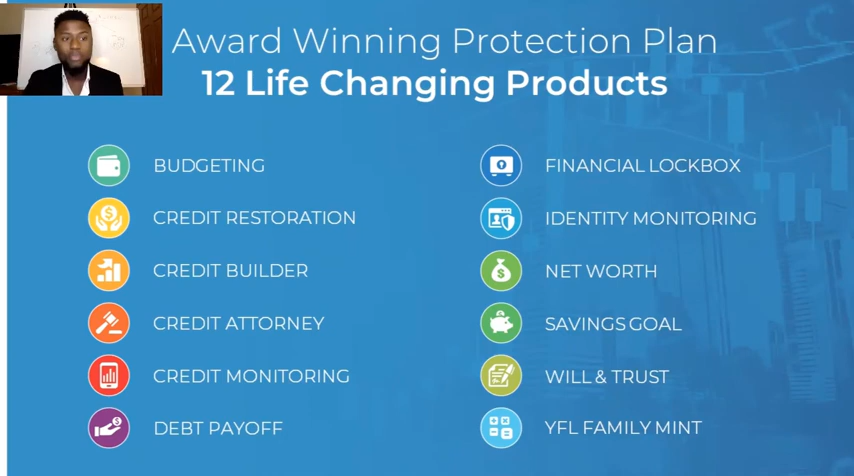 Award Winning Protection Plan
12 Life Changing Products
BUDGETING
CREDIT RESTORATION
CREDIT BUILDER
CREDIT ATTORNEY
CREDIT MONITORING
DEBT PAYOFF
FINANCIAL LOCKBOX
IDENTITY MONITORING
NET WORTH
SAVINGS GOAL
WILL & TRUST
YFL FAMILY MINT